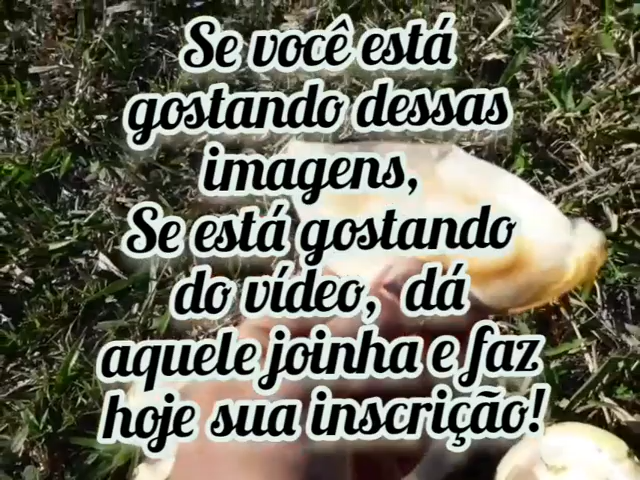 Se você está
gostando dessas
imagens,
Se está gostando
do vídeo, dá
aquele joinha e faz
hoje sua inscrição!